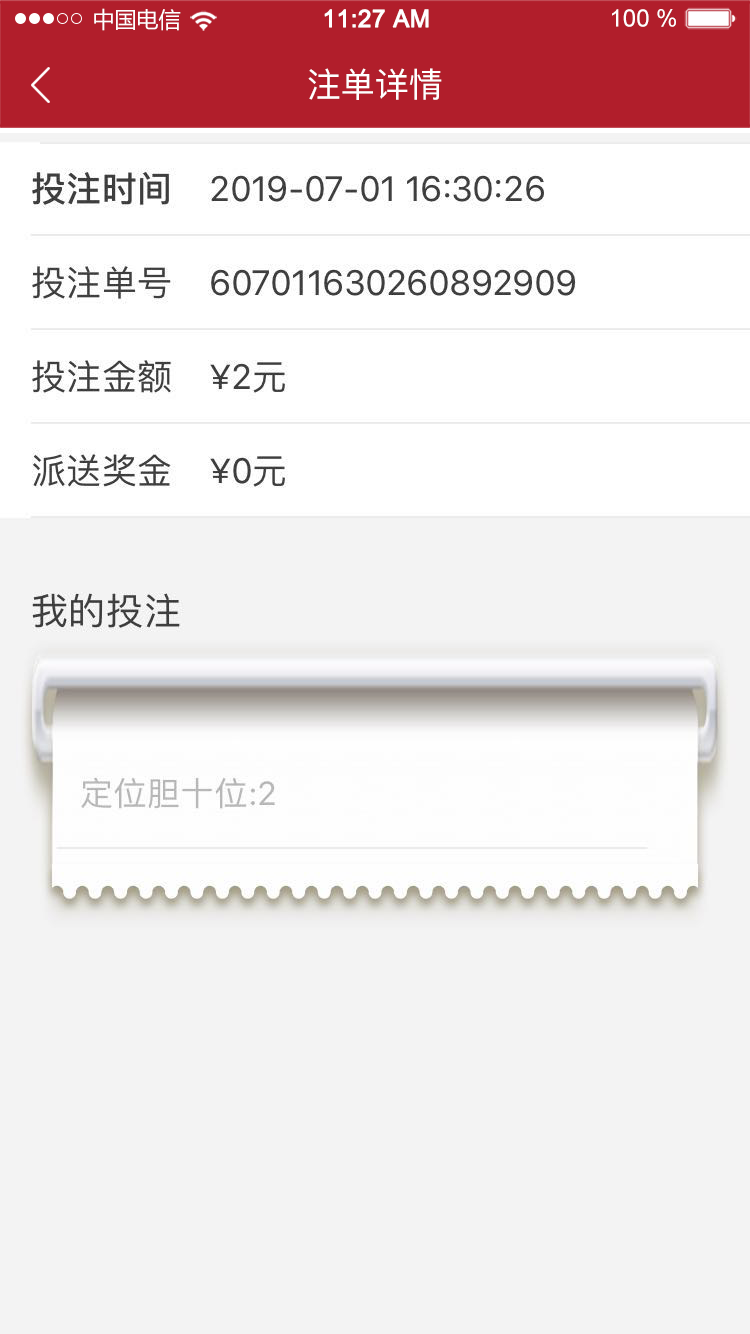 中国电信 11:27 AM 100 %
注单详情
投注时间 2019-07-01 16:30:26
投注单号 607011630260892909
投注金额 ¥2元
派送奖金 ¥0元
我的投注
定位胆十位:2